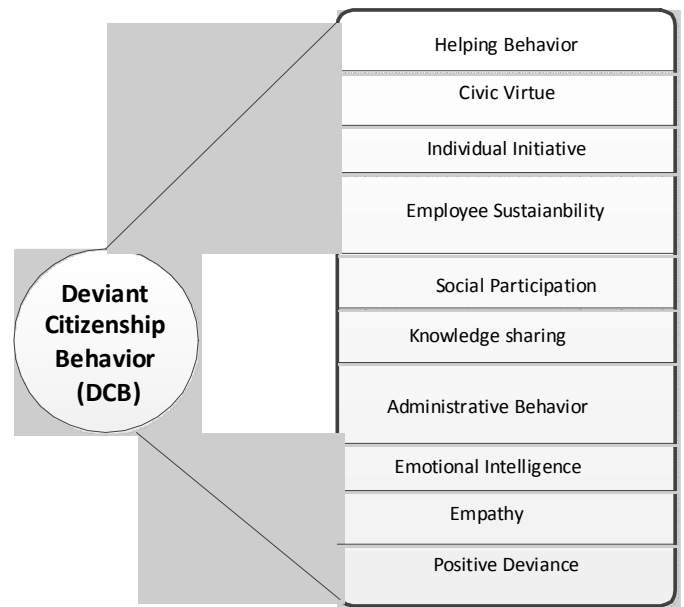 Helping Behavior
Civic Virtue
Individual Initiative
Employee Sustaianbility
Social Participation
Knowledge sharing
Administrative Behavior
Emotional Intelligence
Empathy
Positive Deviance
Deviant
Citizenship
Behavior
(DCB)